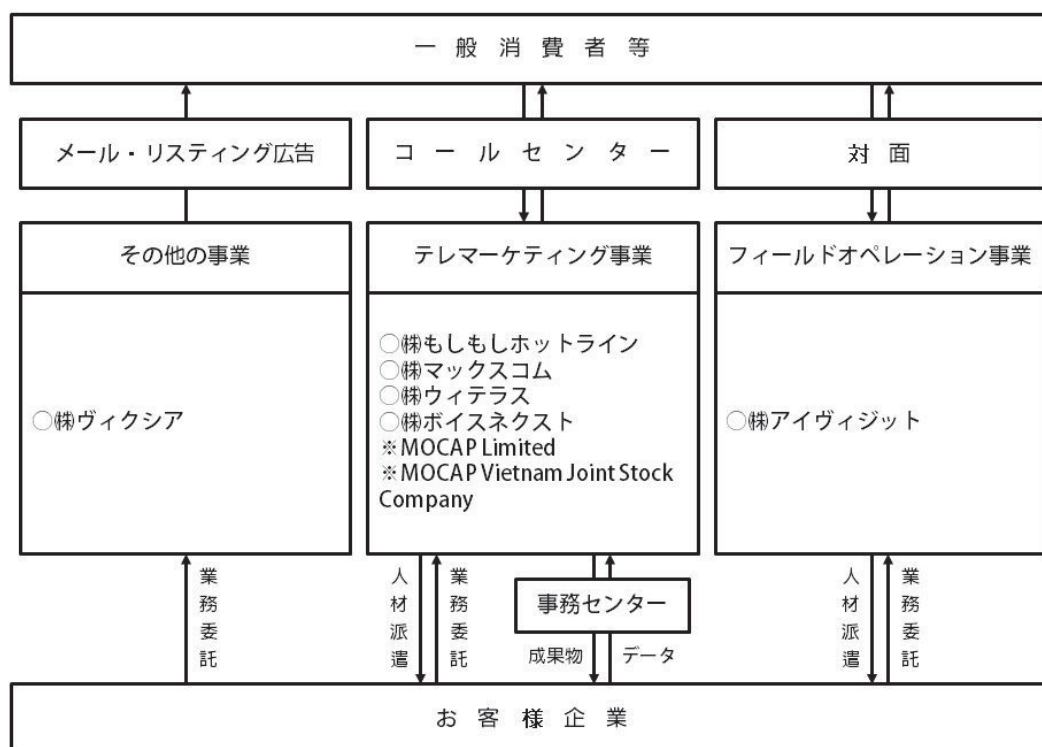 一般消費者等
メール・リスティング広告
コールセンター
対面
その他の事業
テレマーケティング事業
フィールドオペレーション事業
○㈱ヴィクシア
○㈱もしもしホットライン
○㈱マックスコム
○㈱ウィテラス
○㈱ボイスネクスト
※MOCAP Limited
※MOCAP Vietnam Joint Stock
Company
○㈱アイヴィジット
業務委託
人材派遣
業務委託
事務センター
成果物
データ
人材派遣
業務委託
お客様企業